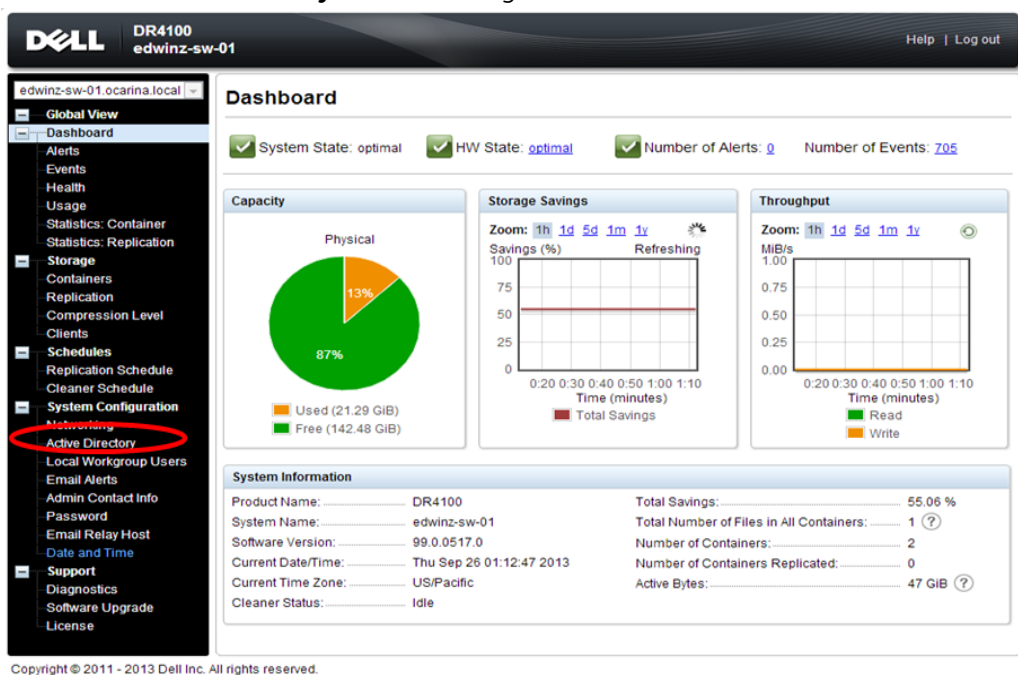 DELL
DR4100
edwinz-sw-01
Help | Log out
edwinz-sw-01.ocarina.local
Global View
Dashboard
Alerts
Events
Health
Usage
Statistics: Container
Statistics: Replication
Storage
Containers
Replication
Compression Level
Clients
Schedules
Replication Schedule
Cleaner Schedule
System Configuration
Networking
Active Directory
Local Workgroup Users
Email Alerts
Admin Contact Info
Password
Email Relay Host
Date and Time
Support
Diagnostics
Software Upgrade
License
Dashboard
System State: optimal
HW State: optimal
Number of Alerts: 0
Number of Events: 705
Capacity
Physical
13%
87%
Used (21.29 GiB)
Free (142.48 GiB)
Storage Savings
Zoom: 1h 1d 5d 1m 1y
Savings (%) Refreshing
100
75
50
25
0
0:20 0:30 0:40 0:50 1:00 1:10
Time (minutes)
Total Savings
Throughput
Zoom: 1h 1d 5d 1m 1y
MiB/s
1.00
0.75
0.50
0.25
0.00
0:20 0:30 0:40 0:50 1:00 1:10
Time (minutes)
Read
Write
System Information
Product Name: DR4100
System Name: edwinz-sw-01
Software Version: 99.0.0517.0
Current Date/Time: Thu Sep 26 01:12:47 2013
Current Time Zone: US/Pacific
Cleaner Status: Idle
Total Savings: 55.06 %
Total Number of Files in All Containers: 1 ?
Number of Containers: 2
Number of Containers Replicated: 0
Active Bytes: 47 GiB ?
Copyright © 2011 - 2013 Dell Inc. All rights reserved.